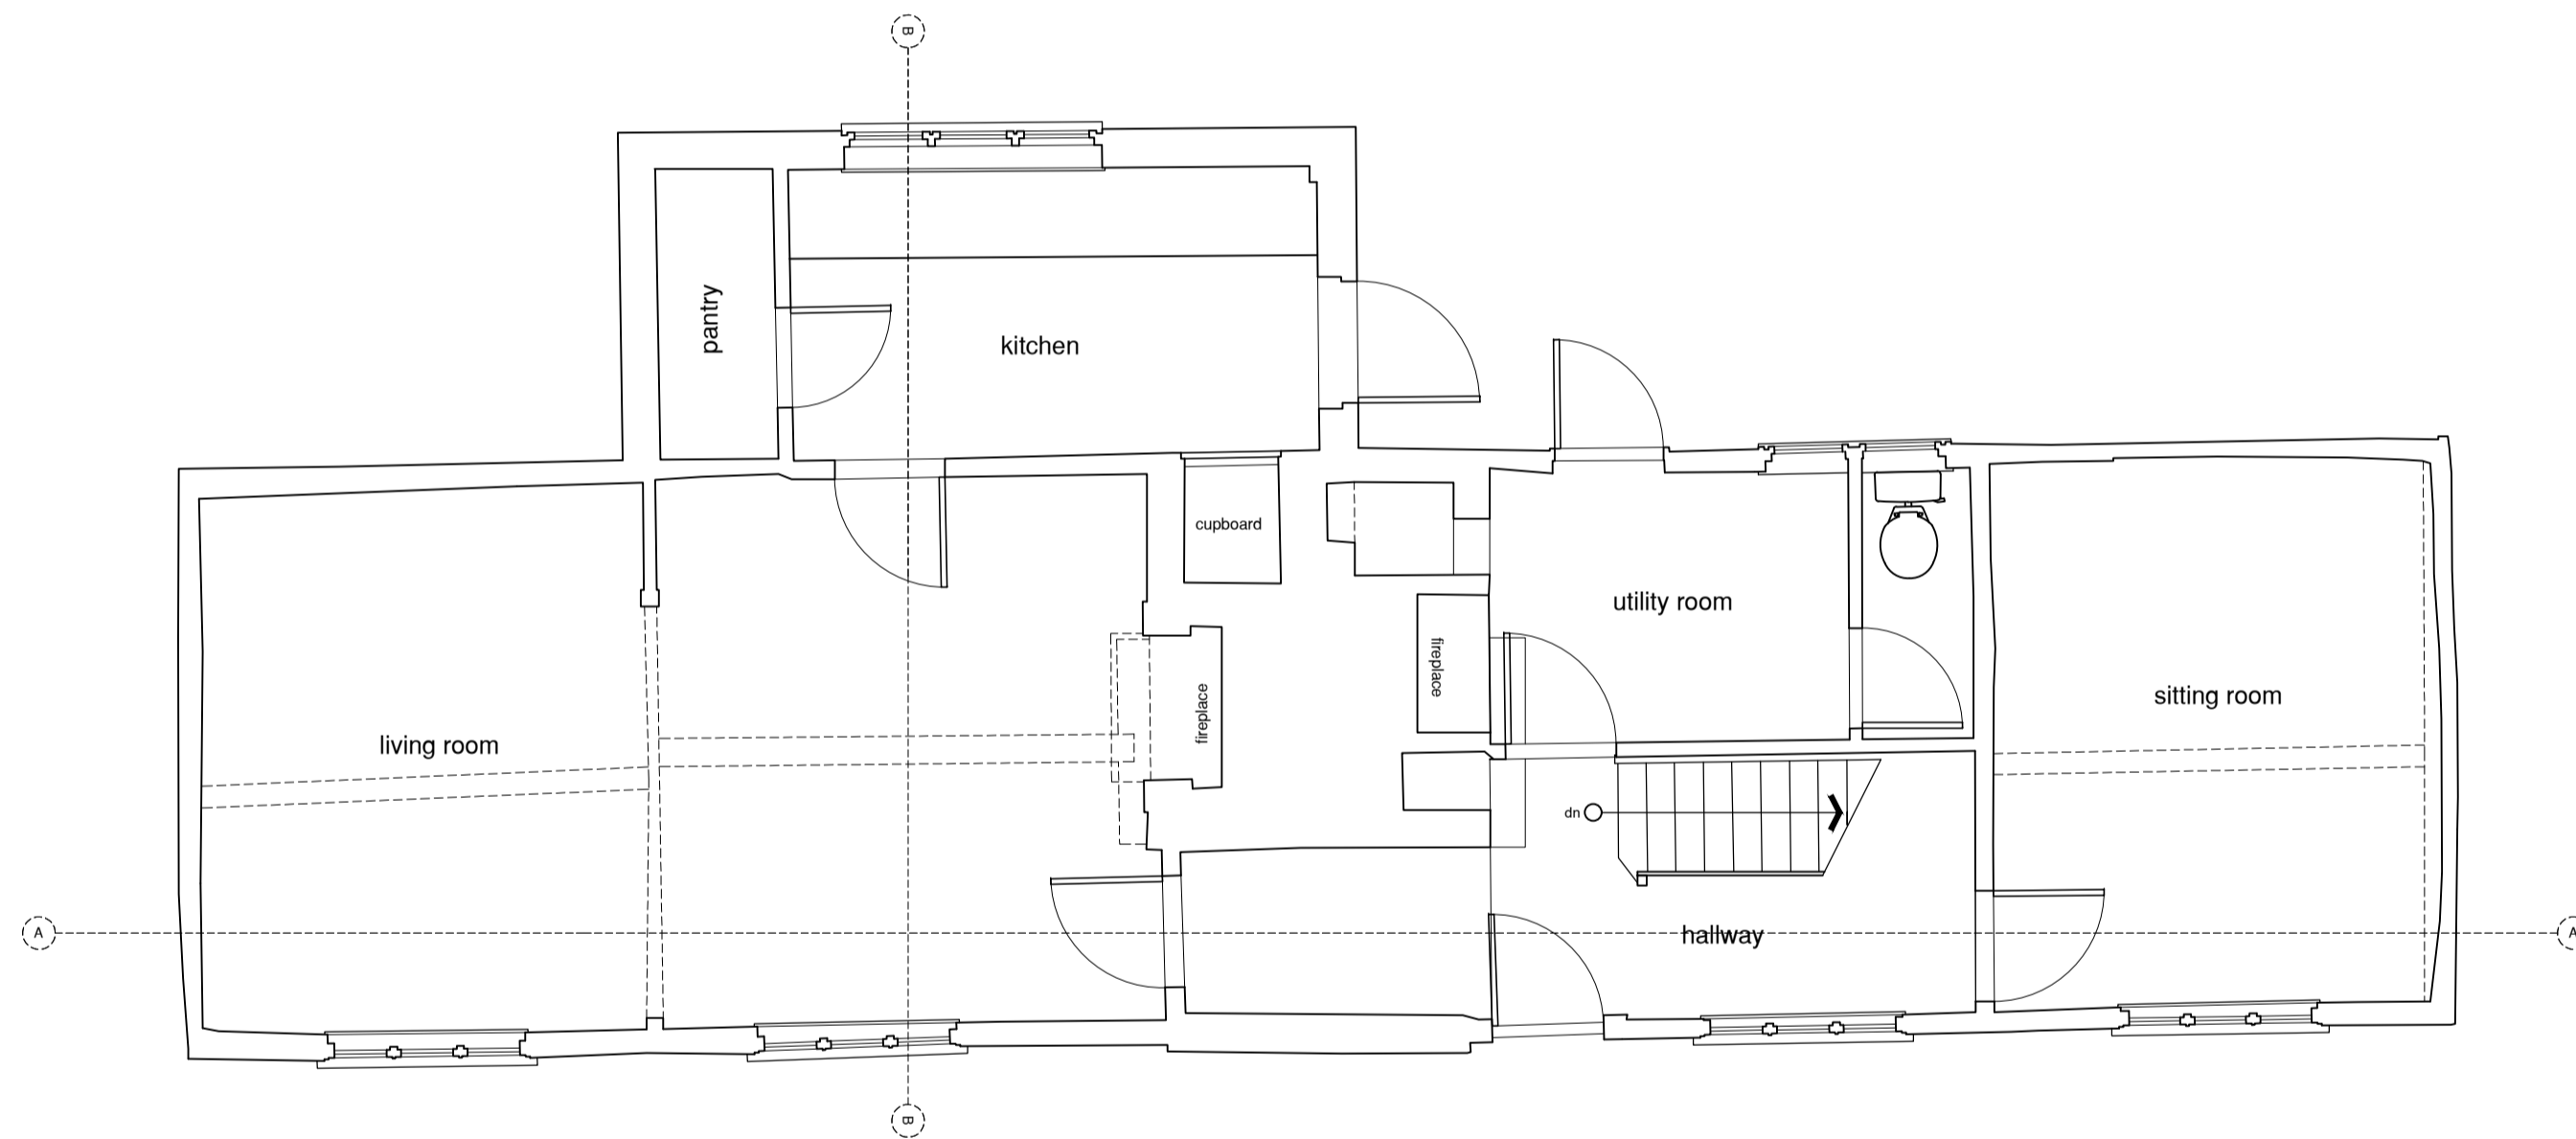 B
pantry
kitchen
cupboard
utility room
fireplace
fireplace
sitting room
living room
dn
hallway
A
A
B